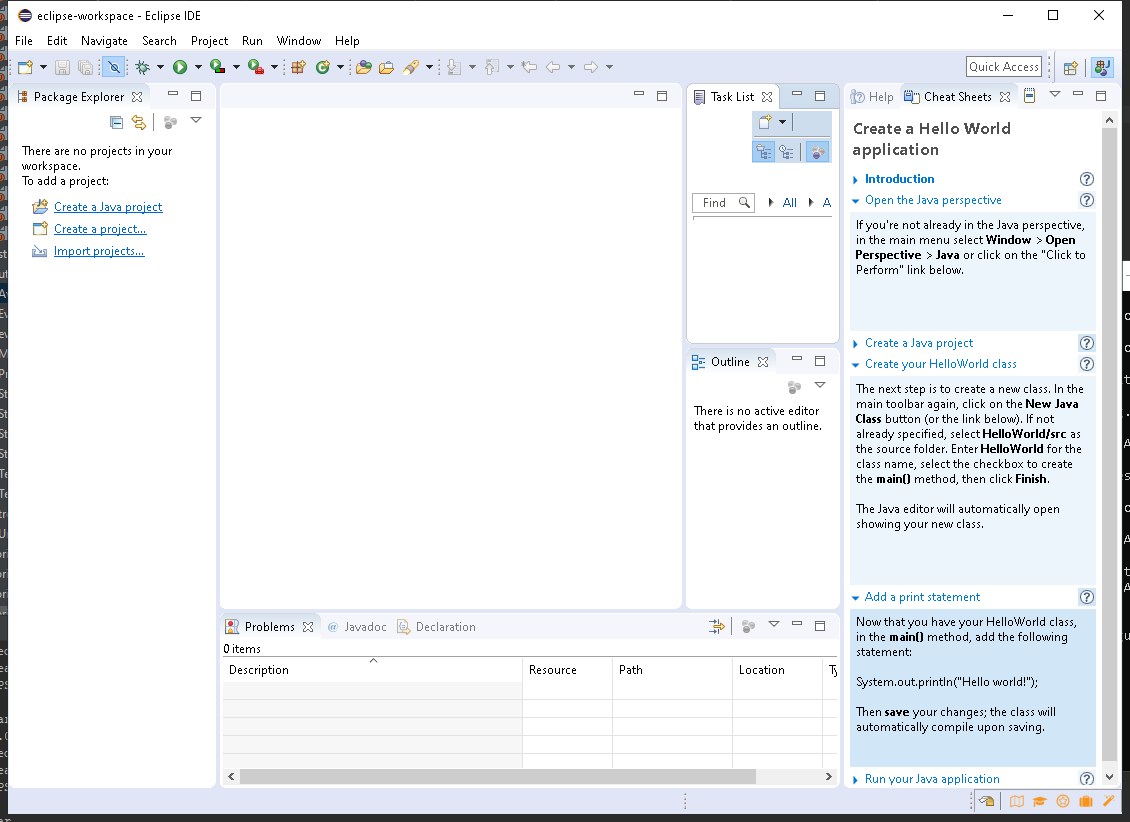 eclipse-workspace - Eclipse IDE
File Edit Navigate Search Project Run Window Help
Quick Access
Package Explorer
There are no projects in your
workspace.
To add a project:
Create a Java project
Create a project...
Import projects...
Task List
Find All A
Outline
There is no active editor
that provides an outline.
Problems @ Javadoc Declaration
0 items
Description Resource Path Location Ty
Help Cheat Sheets
Create a Hello World
application
Introduction
Open the Java perspective
If you're not already in the Java perspective,
in the main menu select Window > Open
Perspective > Java or click on the "Click to
Perform" link below.
Create a Java project
Create your HelloWorld class
The next step is to create a new class. In the
main toolbar again, click on the New Java
Class button (or the link below). If not
already specified, select HelloWorld/src as
the source folder. Enter HelloWorld for the
class name, select the checkbox to create
the main() method, then click Finish.
The Java editor will automatically open
showing your new class.
Add a print statement
Now that you have your HelloWorld class,
in the main() method, add the following
statement:
System.out.println("Hello world!");
Then save your changes; the class will
automatically compile upon saving.
Run your Java application